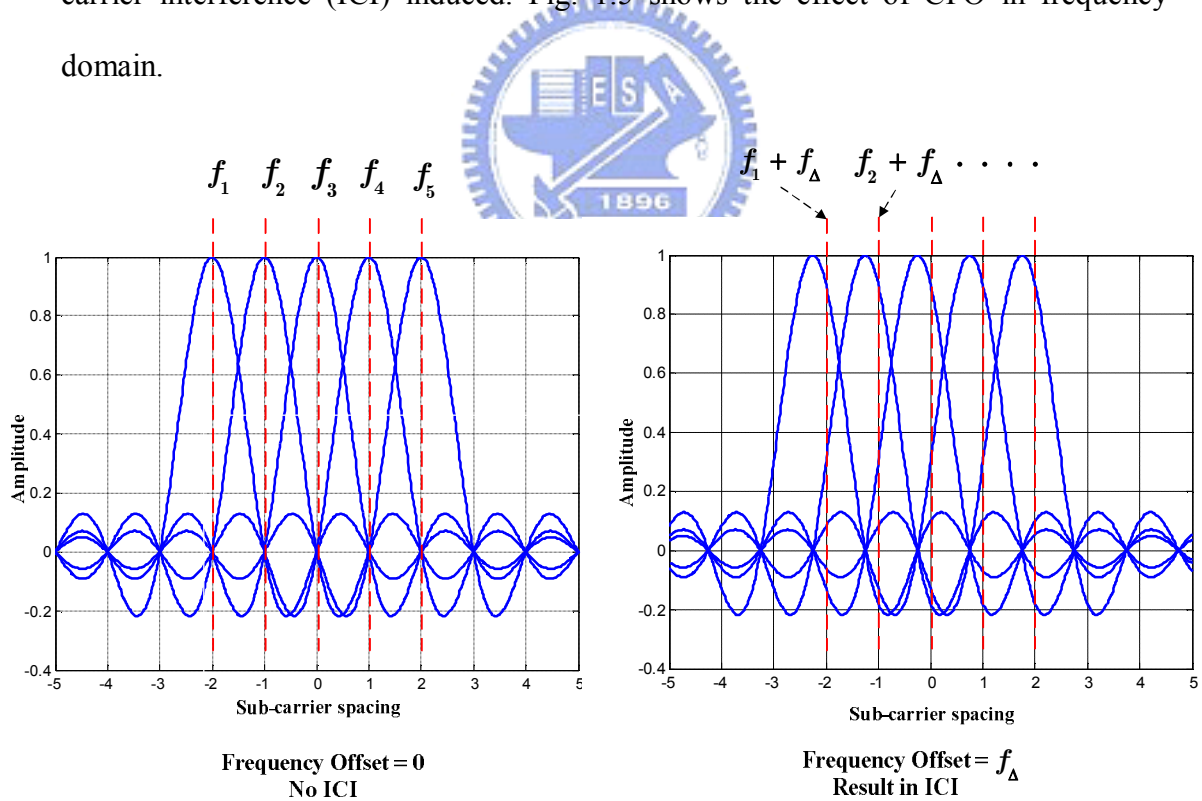 carrier interference (ICI) induced. Fig. 1.5 shows the effect of CFO in frequency
domain.
ESA
1896
f1 f2 f3 f4 f5
f1 + fΔ f2 + fΔ · · · ·
1
0.8
0.6
0.4
0.2
0
-0.2
-0.4
Amplitude
-5 -4 -3 -2 -1 0 1 2 3 4 5
Sub-carrier spacing
Frequency Offset = 0
No ICI
1
0.8
0.6
0.4
0.2
0
-0.2
-0.4
Amplitude
-5 -4 -3 -2 -1 0 1 2 3 4 5
Sub-carrier spacing
Frequency Offset = fΔ
Result in ICI